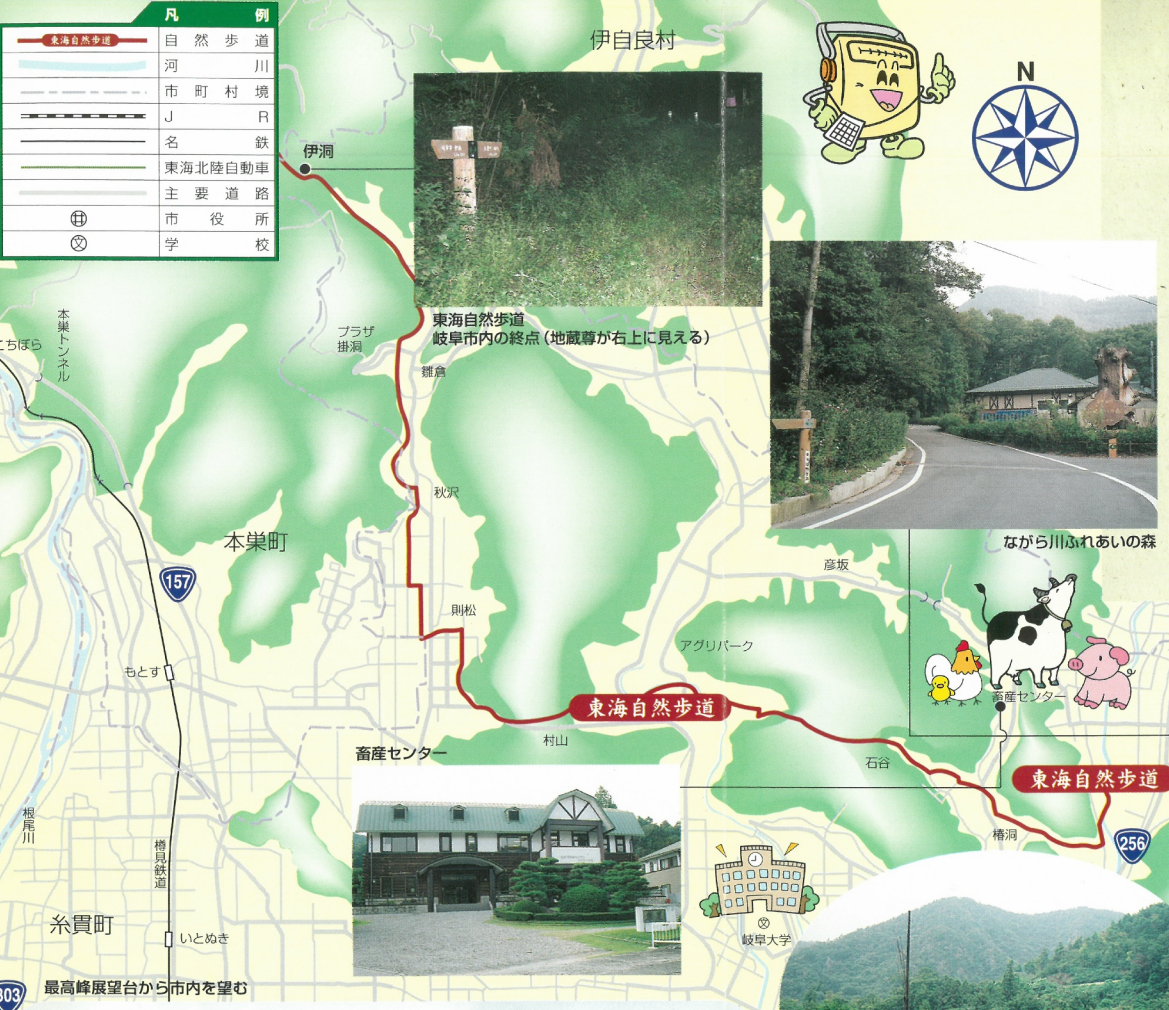 凡 例
東海自然歩道 自然歩道
河川
市町村境
JR
名鉄
東海北陸自動車
主要道路
市役所
文 学校
伊自良村
N
伊洞
東海自然歩道
岐阜市内の終点（地蔵尊が右上に見える）
プラザ
掛洞
雛倉
本巣トンネル
こちぼら
秋沢
本巣町
157
ながら川ふれあいの森
彦坂
則松
アグリパーク
もとす
畜産センター
東海自然歩道
村山
石谷
東海自然歩道
畜産センター
椿洞
256
根尾川
樽見鉄道
糸貫町
いとぬき
文
岐阜大学
303
最高峰展望台から市内を望む